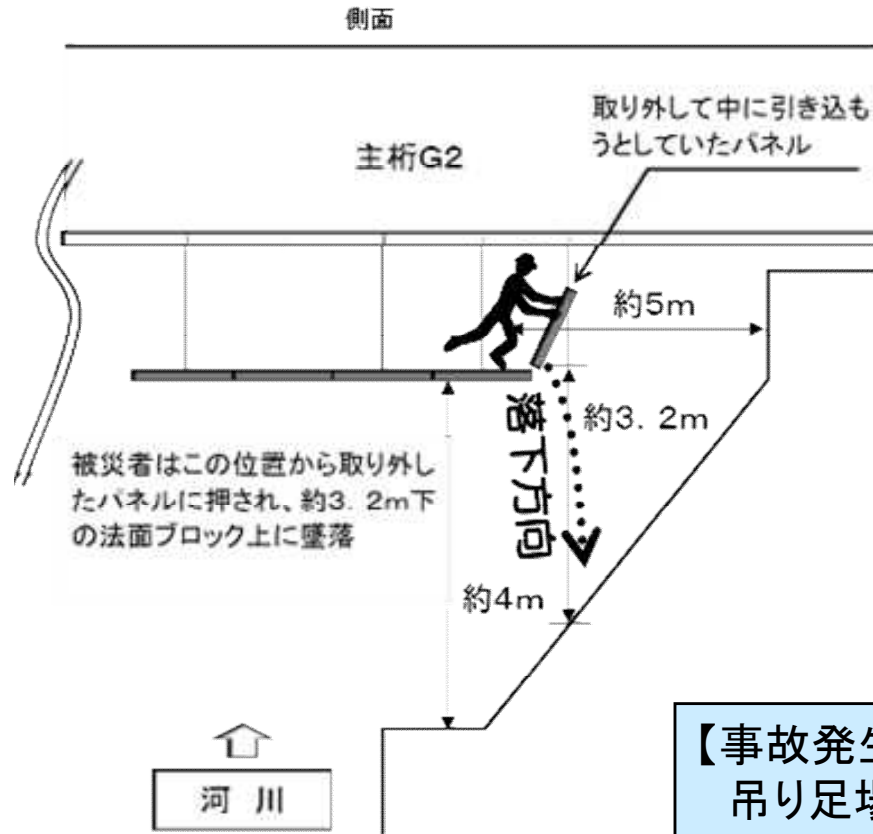 側面
取り外して中に引き込も
うとしていたパネル
主桁G2
約5m
約3．2m
落下方向
被災者はこの位置から取り外し
たパネルに押され、約3．2m下
の法面ブロック上に墜落
約4m
河 川
【事故発生
吊り足場